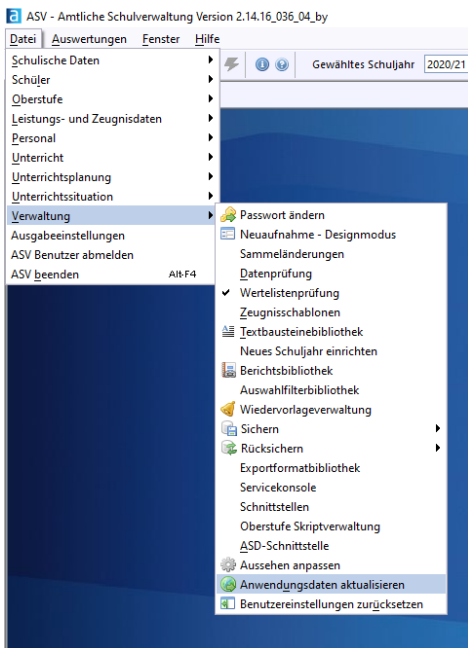 ASV - Amtliche Schulverwaltung Version 2.14.16_036_04_by
Datei Auswertungen Fenster Hilfe
Gewähltes Schuljahr 2020/21
Schulische Daten
Schüler
Oberstufe
Leistungs- und Zeugnisdaten
Personal
Unterricht
Unterrichtsplanung
Unterrichtssituation
Verwaltung
Ausgabeeinstellungen
ASV Benutzer abmelden
ASV beenden Alt-F4
Passwort ändern
Neuaufnahme - Designmodus
Sammeländerungen
Datenprüfung
Wertelistenprüfung
Zeugnisschablonen
Textbausteinebibliothek
Neues Schuljahr einrichten
Berichtsbibliothek
Auswahlfilterbibliothek
Wiedervorlageverwaltung
Sichern
Rücksichern
Exportformatbibliothek
Servicekonsole
Schnittstellen
Oberstufe Skriptverwaltung
ASD-Schnittstelle
Aussehen anpassen
Anwendungsdaten aktualisieren
Benutzereinstellungen zurücksetzen